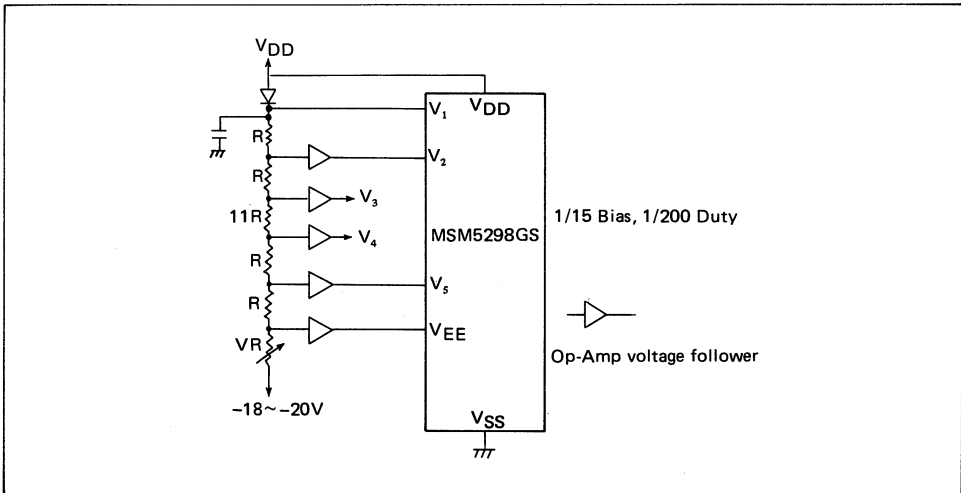 VDD
VDD
V1
R
V2
R
V3
11R
1/15 Bias, 1/200 Duty
MSM5298GS
V4
R
V5
R
VEE
VR
Op-Amp voltage follower
-18~-20V
VSS